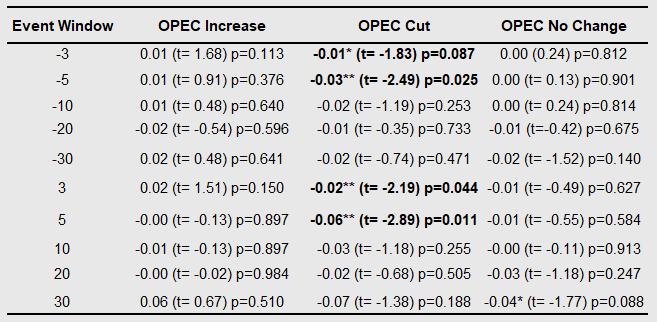 Event Window OPEC Increase OPEC Cut OPEC No Change
-3 0.01 (t= 1.68) p=0.113 -0.01* (t= -1.83) p=0.087 0.00 (0.24) p=0.812
-5 0.01 (t= 0.91) p=0.376 -0.03** (t= -2.49) p=0.025 0.00 (t= 0.13) p=0.901
-10 0.01 (t= 0.48) p=0.640 -0.02 (t= -1.19) p=0.253 0.00 (t= 0.24) p=0.814
-20 -0.02 (t= -0.54) p=0.596 -0.01 (t= -0.35) p=0.733 -0.01 (t=-0.42) p=0.675
-30 0.02 (t= 0.48) p=0.641 -0.02 (t= -0.74) p=0.471 -0.02 (t= -1.52) p=0.140
3 0.02 (t= 1.51) p=0.150 -0.02** (t= -2.19) p=0.044 -0.01 (t= -0.49) p=0.627
5 -0.00 (t= -0.13) p=0.897 -0.06** (t= -2.89) p=0.011 -0.01 (t= -0.55) p=0.584
10 -0.01 (t= -0.13) p=0.897 -0.03 (t= -1.18) p=0.255 -0.00 (t= -0.11) p=0.913
20 -0.00 (t= -0.02) p=0.984 -0.02 (t= -0.68) p=0.505 -0.03 (t= -1.18) p=0.247
30 0.06 (t= 0.67) p=0.510 -0.07 (t= -1.38) p=0.188 -0.04* (t= -1.77) p=0.088